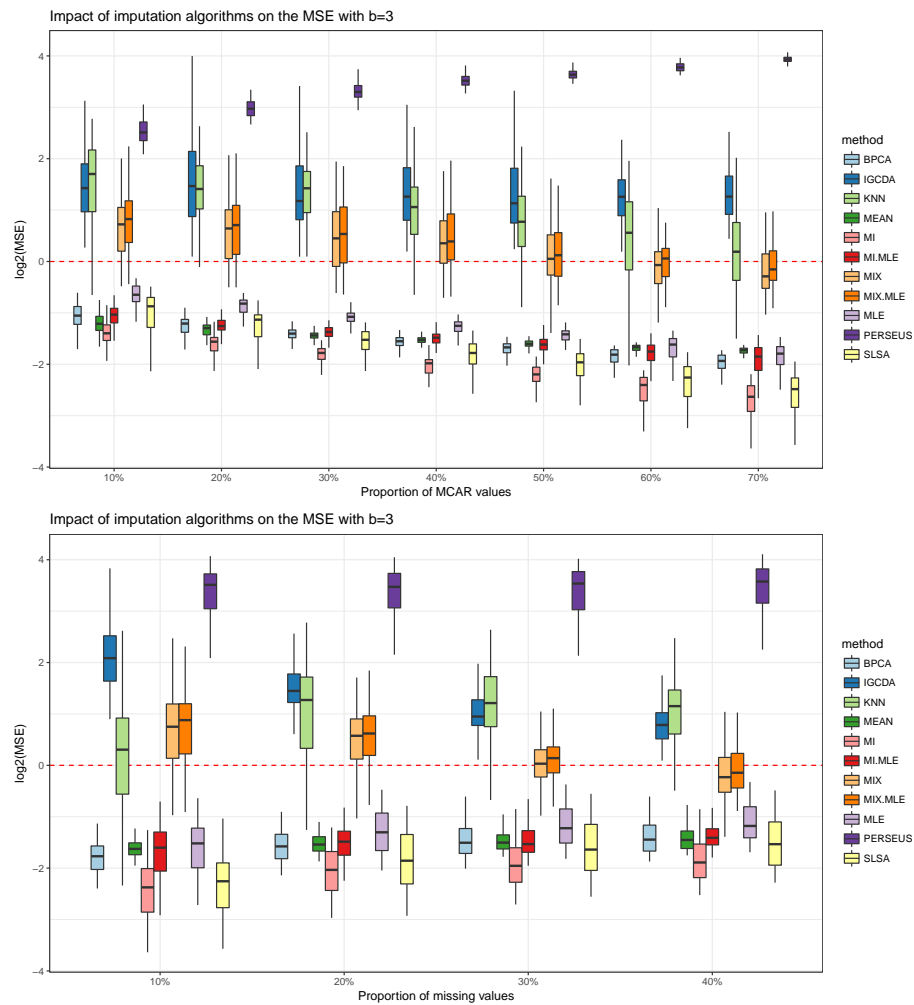 Impact of imputation algorithms on the MSE with b=3
log2(MSE)
4
2
0
−2
−4
10%
20%
30%
40%
50%
60%
70%
Proportion of MCAR values
method
BPCA
IGCDA
KNN
MEAN
MI
MI.MLE
MIX
MIX.MLE
MLE
PERSEUS
SLSA
Impact of imputation algorithms on the MSE with b=3
log2(MSE)
4
2
0
−2
−4
10%
20%
30%
40%
Proportion of missing values
method
BPCA
IGCDA
KNN
MEAN
MI
MI.MLE
MIX
MIX.MLE
MLE
PERSEUS
SLSA